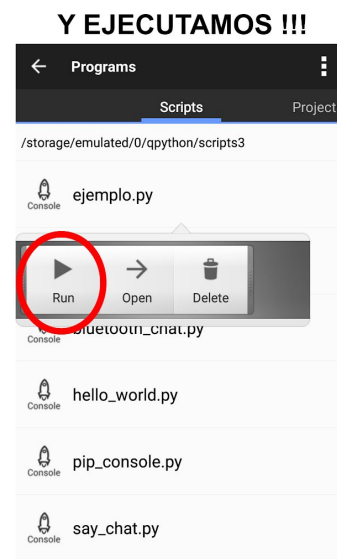 Y EJECUTAMOS !!!
Programs
Scripts
Project
/storage/emulated/0/qpython/scripts3
Console
ejemplo.py
Run
Open
Delete
Console
bluetooth_chat.py
Console
hello_world.py
Console
pip_console.py
Console
say_chat.py